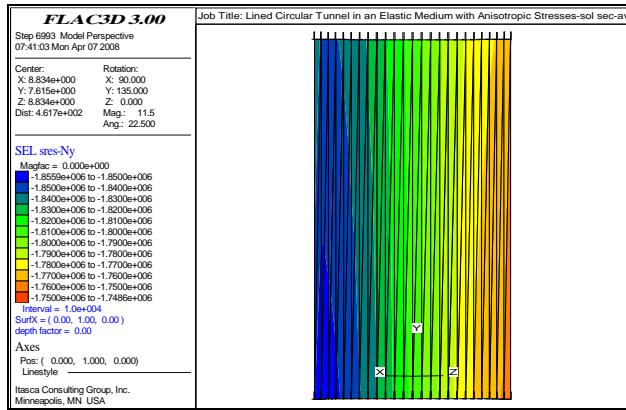 FLAC3D 3.00
Step 6993 Model Perspective
07:41:03 Mon Apr 07 2008
Center:
X: 8.834e+000
Y: 7.615e+000
Z: 8.834e+000
Dist: 4.617e+002
Rotation:
X: 90.000
Y: 135.000
Z: 0.000
Mag.: 11.5
Ang.: 22.500
SEL sres-Ny
Magfac = 0.000e+000
-1.8559e+006 to -1.8500e+006
-1.8500e+006 to -1.8400e+006
-1.8400e+006 to -1.8300e+006
-1.8300e+006 to -1.8200e+006
-1.8200e+006 to -1.8100e+006
-1.8100e+006 to -1.8000e+006
-1.8000e+006 to -1.7900e+006
-1.7900e+006 to -1.7800e+006
-1.7800e+006 to -1.7700e+006
-1.7700e+006 to -1.7600e+006
-1.7600e+006 to -1.7500e+006
-1.7500e+006 to -1.7486e+006
Interval = 1.0e+004
SurfX = ( 0.00, 1.00, 0.00 )
depth factor = 0.00
Axes
Pos: ( 0.000, 1.000, 0.000)
Linestyle
Itasca Consulting Group, Inc.
Minneapolis, MN USA
Job Title: Lined Circular Tunnel in an Elastic Medium with Anisotropic Stresses-sol sec-av
Y
X Z